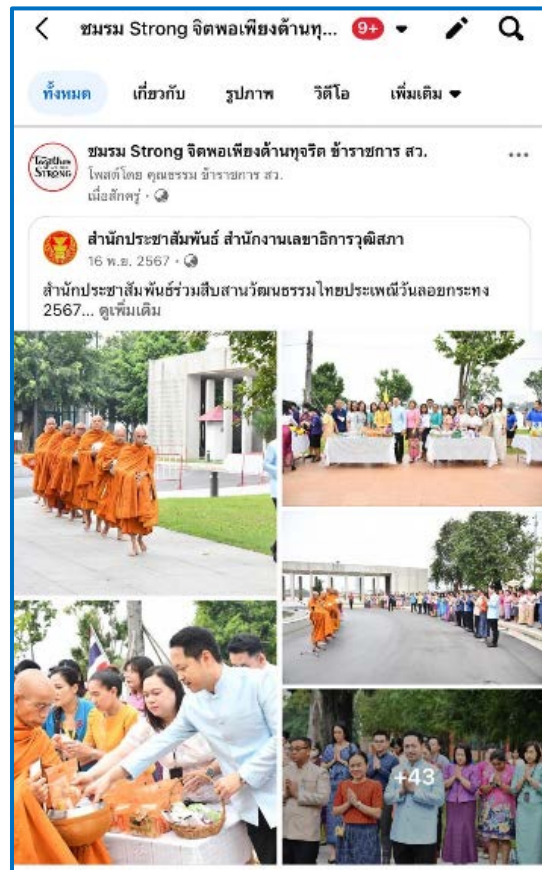 ชมรม Strong จิตพอเพียงต้านทุ... 9+
ทั้งหมด เกี่ยวกับ รูปภาพ วิดีโอ เพิ่มเติม
ชมรม Strong จิตพอเพียงต้านทุจริต ข้าราชการ สว.
โพสต์โดย คุณธรรม ข้าราชการ สว.
เมื่อสักครู่
Together
STRONG
สำนักประชาสัมพันธ์ สำนักงานเลขาธิการวุฒิสภา
16 พ.ย. 2567
สำนักประชาสัมพันธ์ร่วมสืบสานวัฒนธรรมไทยประเพณีวันลอยกระทง
2567... ดูเพิ่มเติม
+43